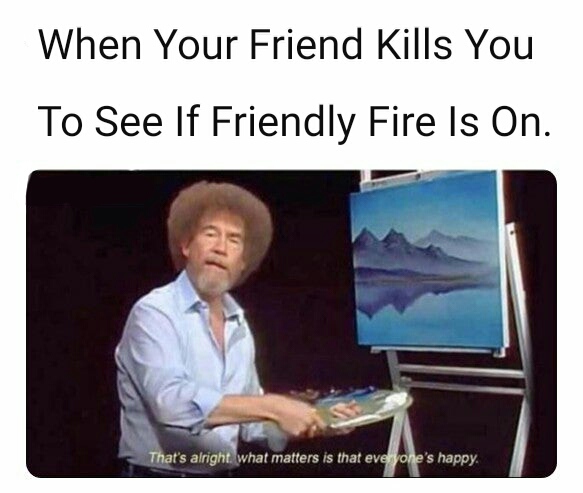 When Your Friend Kills You
To See If Friendly Fire Is On.
That's alright. what matters is that everyone's happy.